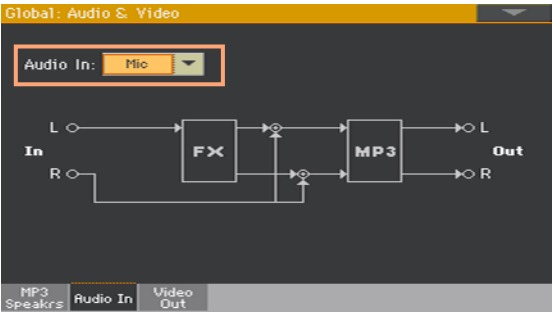 Global: Audio & Video
Audio In: Mic
L L
In FX MP3 Out
R R
MP3 Speakrs Audio In Video Out